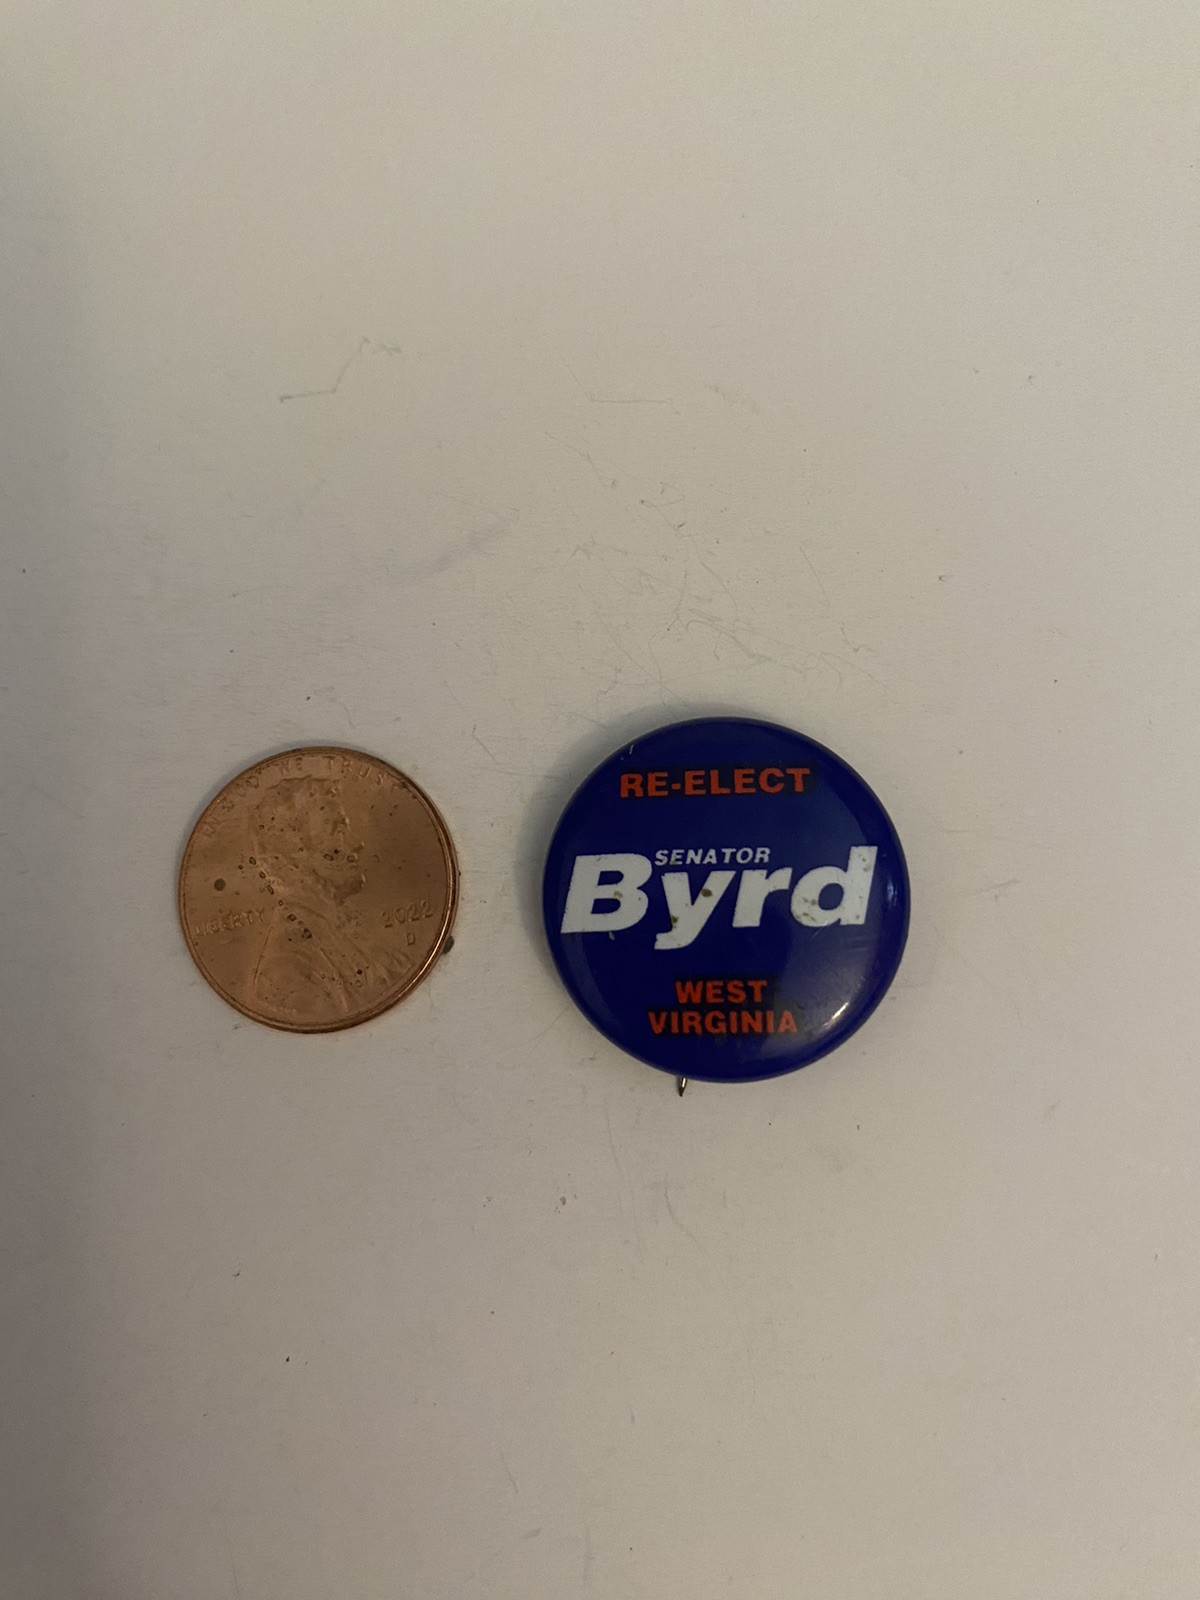 IN GOD WE TRUST
LIBERTY
2022
D
RE-ELECT
SENATOR
Byrd
WEST
VIRGINIA